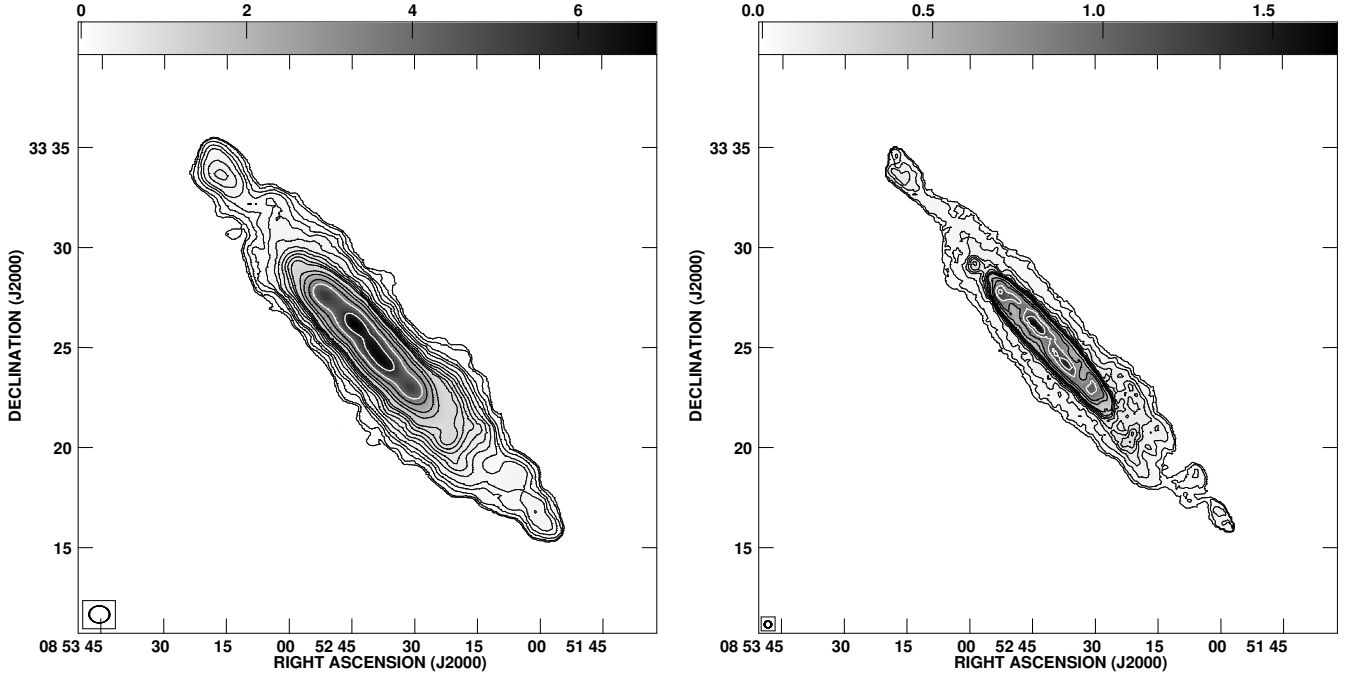 0 2 4 6
0.0 0.5 1.0 1.5
33 35
30
25
20
15
DECLINATION (J2000)
08 53 45 30 15 00 52 45 30 15 00 51 45
RIGHT ASCENSION (J2000)
33 35
30
25
20
15
DECLINATION (J2000)
08 53 45 30 15 00 52 45 30 15 00 51 45
RIGHT ASCENSION (J2000)